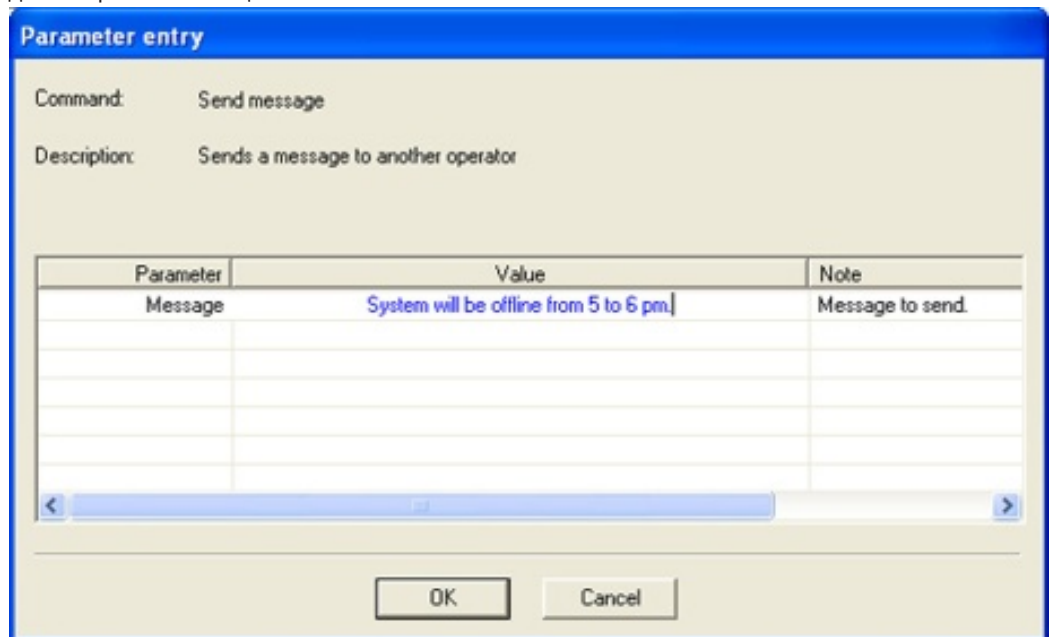 Parameter entry
Command: Send message
Description: Sends a message to another operator
Parameter Value Note
Message System will be offline from 5 to 6 pm. Message to send.
OK Cancel